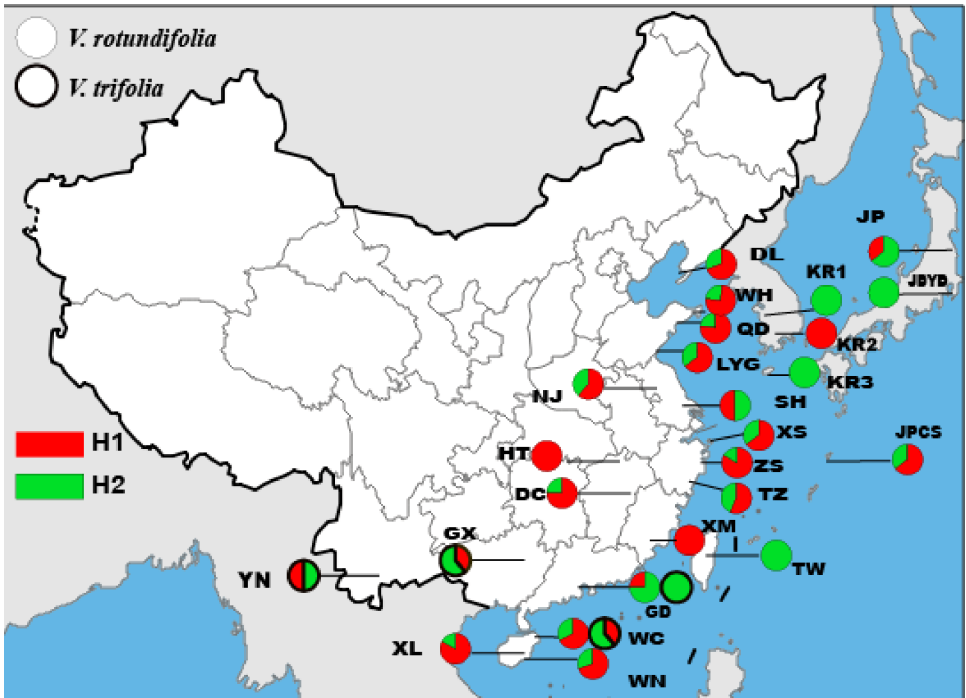 V. rotundifolia
V. trifolia
JP
DL
KR1
JBYD
WH
QD
KR2
LYG
KR3
NJ
SH
H1
XS
JPCS
HT
ZS
H2
DC
TZ
GX
XM
YN
TW
GD
XL
WC
WN